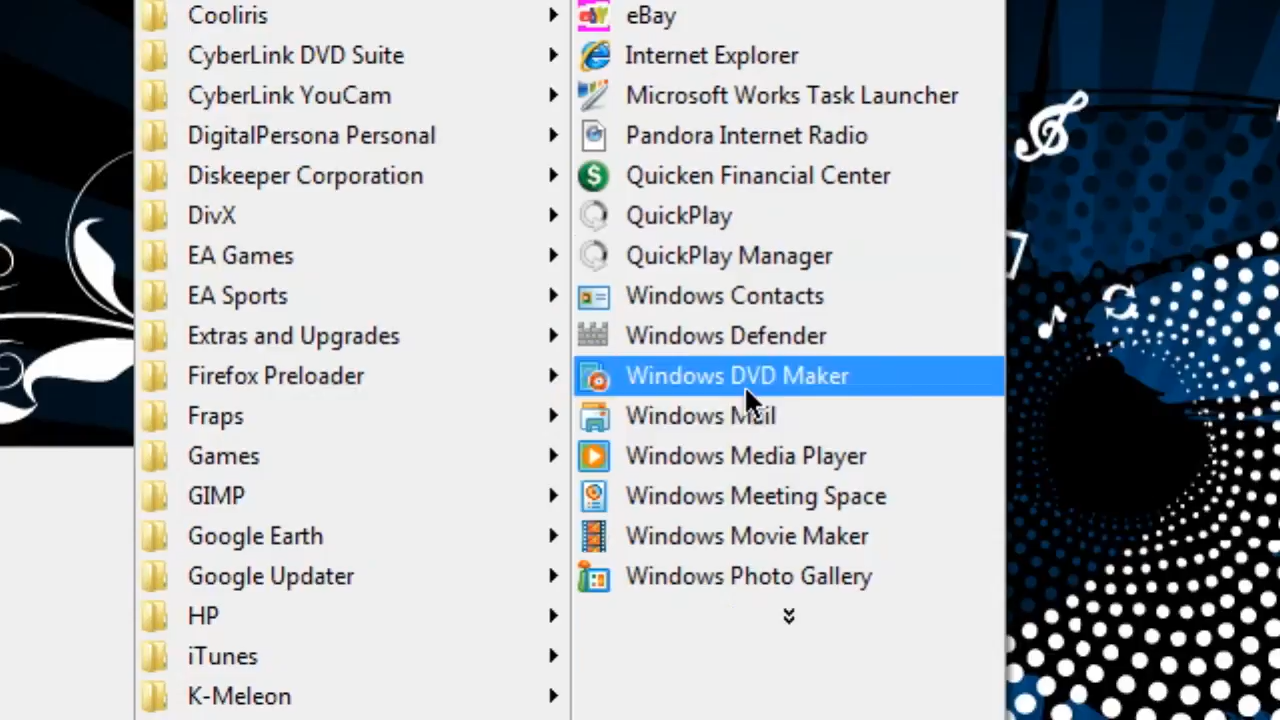 Cooliris
CyberLink DVD Suite
CyberLink YouCam
DigitalPersona Personal
Diskeeper Corporation
DivX
EA Games
EA Sports
Extras and Upgrades
Firefox Preloader
Fraps
Games
GIMP
Google Earth
Google Updater
HP
iTunes
K-Meleon
eBay
Internet Explorer
Microsoft Works Task Launcher
Pandora Internet Radio
Quicken Financial Center
QuickPlay
QuickPlay Manager
Windows Contacts
Windows Defender
Windows DVD Maker
Windows Mail
Windows Media Player
Windows Meeting Space
Windows Movie Maker
Windows Photo Gallery